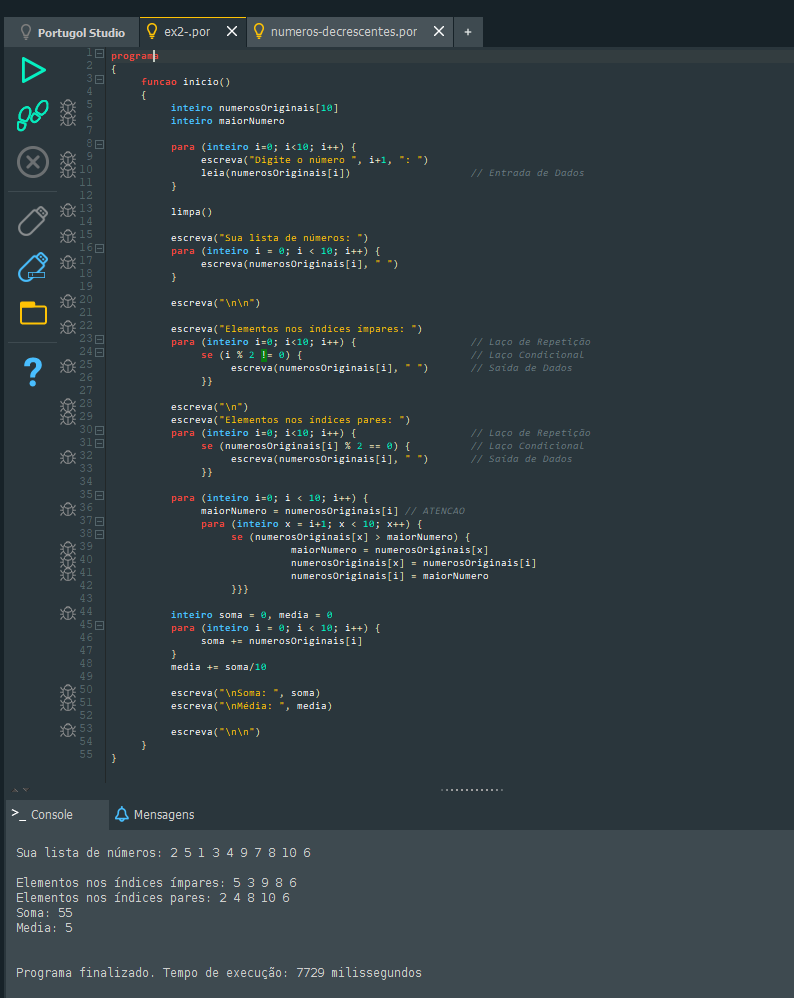 Portugol Studio ex2-.por numeros-decrescentes.por +
1 programa
2 {
3 funcao inicio()
4 {
5 inteiro numerosOriginais[10]
6 inteiro maiorNumero
7
8 para (inteiro i=0; i<10; i++) {
9 escreva("Digite o número ", i+1, ": ")
10 leia(numerosOriginais[i]) // Entrada de Dados
11 }
12
13 limpa()
14
15 escreva("Sua lista de números: ")
16 para (inteiro i = 0; i < 10; i++) {
17 escreva(numerosOriginais[i], " ")
18 }
19
20 escreva("\n\n")
21
22 escreva("Elementos nos índices ímpares: ")
23 para (inteiro i=0; i<10; i++) { // Laço de Repetição
24 se (i % 2 != 0) { // Laço Condicional
25 escreva(numerosOriginais[i], " ") // Saída de Dados
26 }}
27
28 escreva("\n")
29 escreva("Elementos nos índices pares: ")
30 para (inteiro i=0; i<10; i++) { // Laço de Repetição
31 se (numerosOriginais[i] % 2 == 0) { // Laço Condicional
32 escreva(numerosOriginais[i], " ") // Saída de Dados
33 }}
34
35 para (inteiro i=0; i < 10; i++) {
36 maiorNumero = numerosOriginais[i] // ATENCAO
37 para (inteiro x = i+1; x < 10; x++) {
38 se (numerosOriginais[x] > maiorNumero) {
39 maiorNumero = numerosOriginais[x]
40 numerosOriginais[x] = numerosOriginais[i]
41 numerosOriginais[i] = maiorNumero
42 }}}
43
44 inteiro soma = 0, media = 0
45 para (inteiro i = 0; i < 10; i++) {
46 soma += numerosOriginais[i]
47 }
48 media += soma/10
49
50 escreva("\nSoma: ", soma)
51 escreva("\nMédia: ", media)
52
53 escreva("\n\n")
54 }
55 }
>_ Console Mensagens
Sua lista de números: 2 5 1 3 4 9 7 8 10 6
Elementos nos índices ímpares: 5 3 9 8 6
Elementos nos índices pares: 2 4 8 10 6
Soma: 55
Media: 5
Programa finalizado. Tempo de execução: 7729 milissegundos